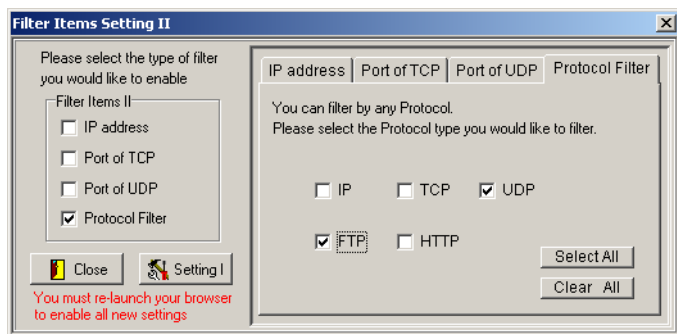 Filter Items Setting II
Please select the type of filter
you would like to enable
Filter Items II
IP address
Port of TCP
Port of UDP
Protocol Filter
Close
Setting I
You must re-launch your browser
to enable all new settings
IP address
Port of TCP
Port of UDP
Protocol Filter
You can filter by any Protocol.
Please select the Protocol type you would like to filter.
IP
TCP
UDP
FTP
HTTP
Select All
Clear All